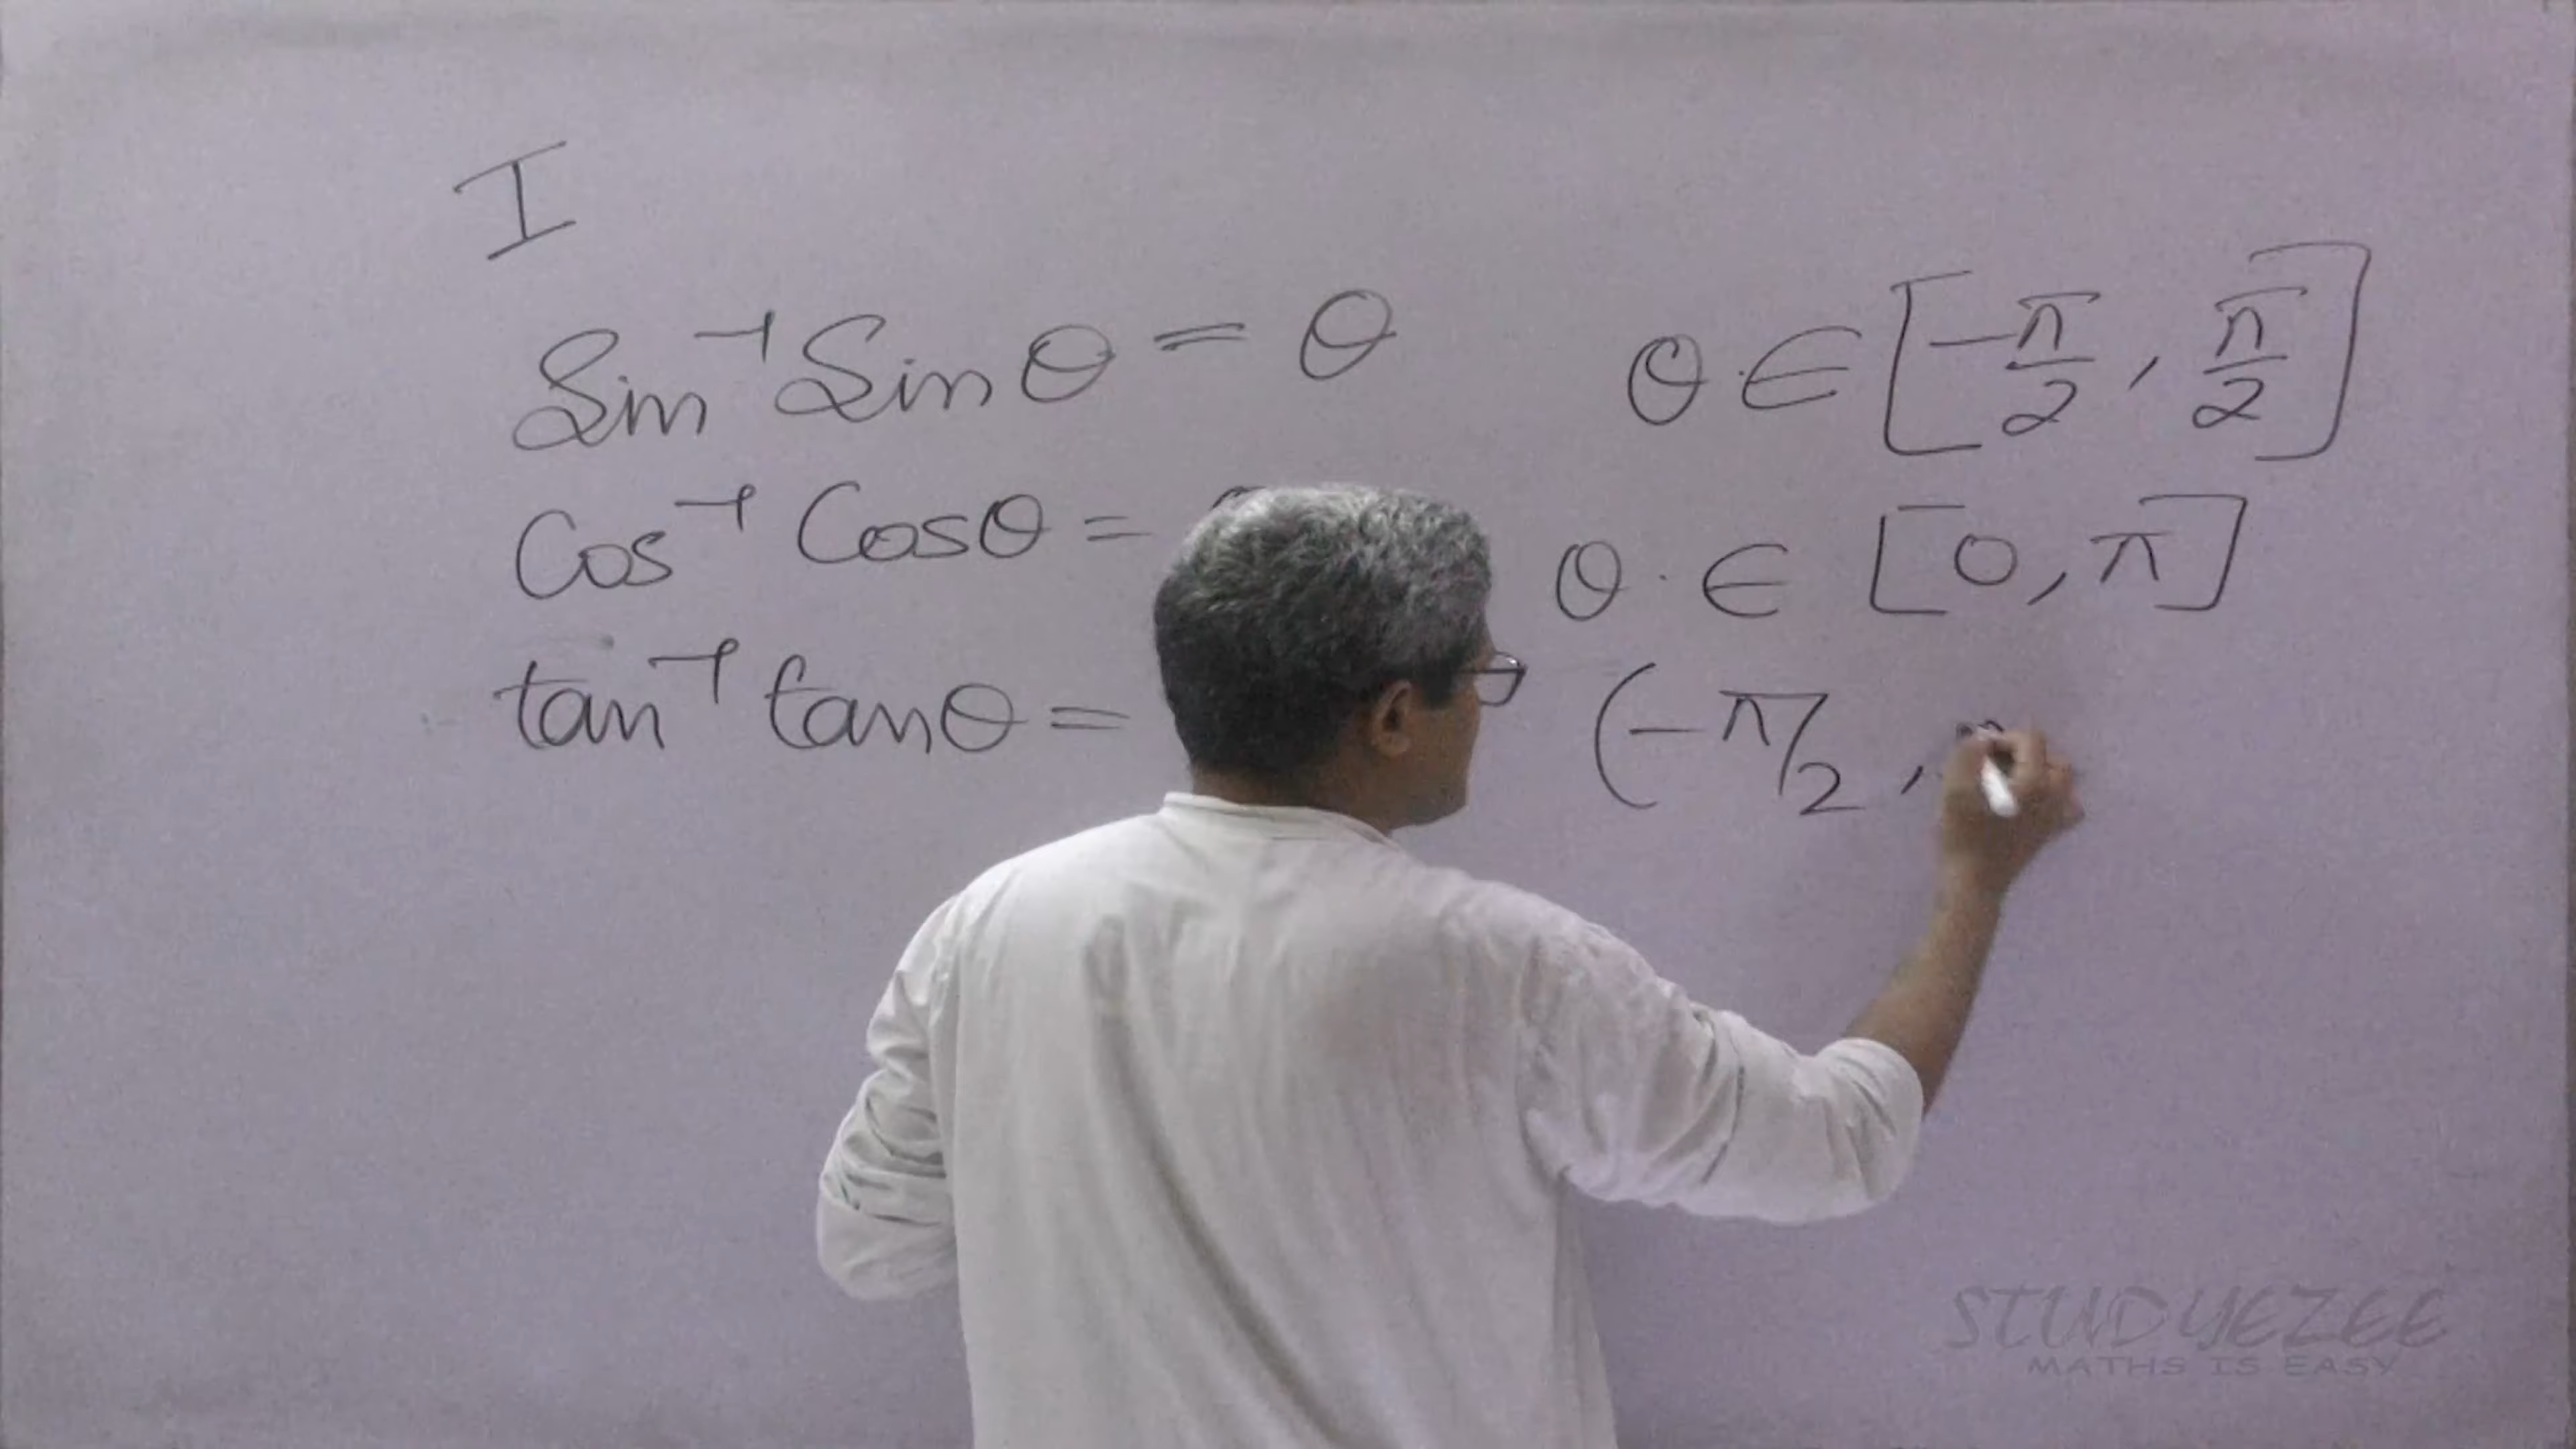 I
Sin⁻¹ Sin θ = θ θ ∈ [-π/2, π/2]
Cos⁻¹ Cos θ = θ ∈ [0, π]
tan⁻¹ tan θ = (-π/2 ,
STUDYEZEE
MATHS IS EASY